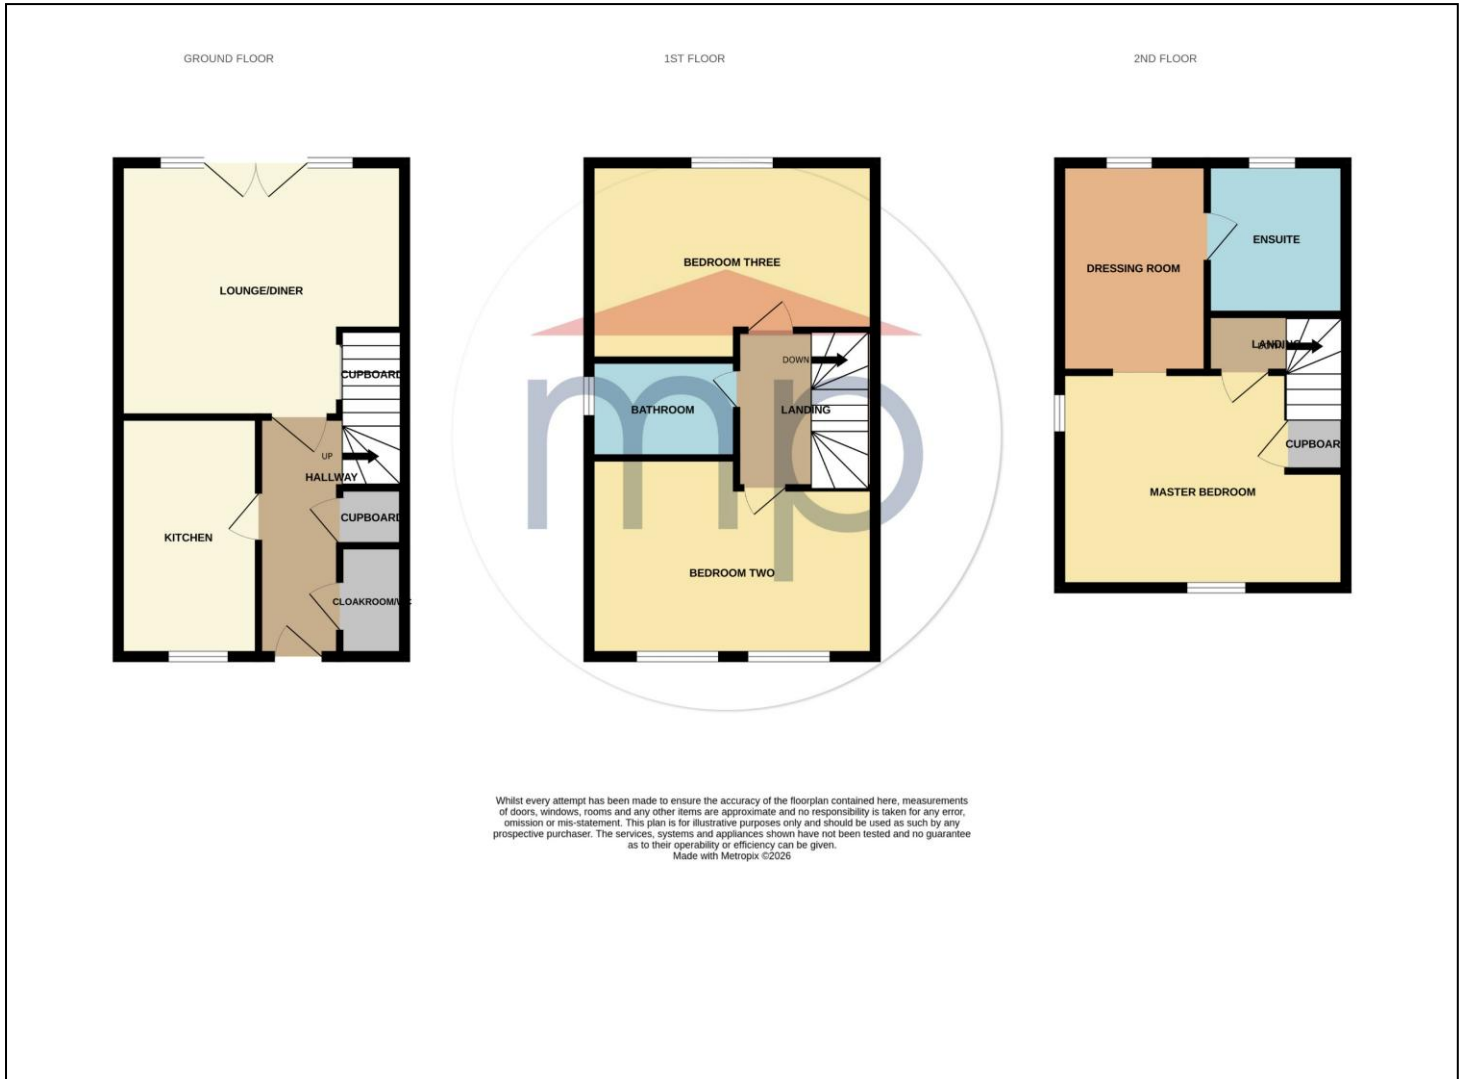 GROUND FLOOR
1ST FLOOR
2ND FLOOR
LOUNGE/DINER
CUPBOARD
UP
HALLWAY
KITCHEN
CUPBOARD
CLOAKROOM/WC
BEDROOM THREE
DOWN
BATHROOM
LANDING
BEDROOM TWO
mp
DRESSING ROOM
ENSUITE
LANDING
CUPBOAR
MASTER BEDROOM
Whilst every attempt has been made to ensure the accuracy of the floorplan contained here, measurements
of doors, windows, rooms and any other items are approximate and no responsibility is taken for any error,
omission or mis-statement. This plan is for illustrative purposes only and should be used as such by any
prospective purchaser. The services, systems and appliances shown have not been tested and no guarantee
as to their operability or efficiency can be given.
Made with Metropix ©2026